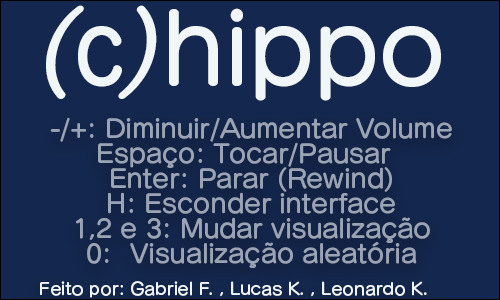 (c)hippo
-/+: Diminuir/Aumentar Volume
Espaço: Tocar/Pausar
Enter: Parar (Rewind)
H: Esconder interface
1,2 e 3: Mudar visualização
0:  Visualização aleatória
Feito por: Gabriel F. , Lucas K. , Leonardo K.